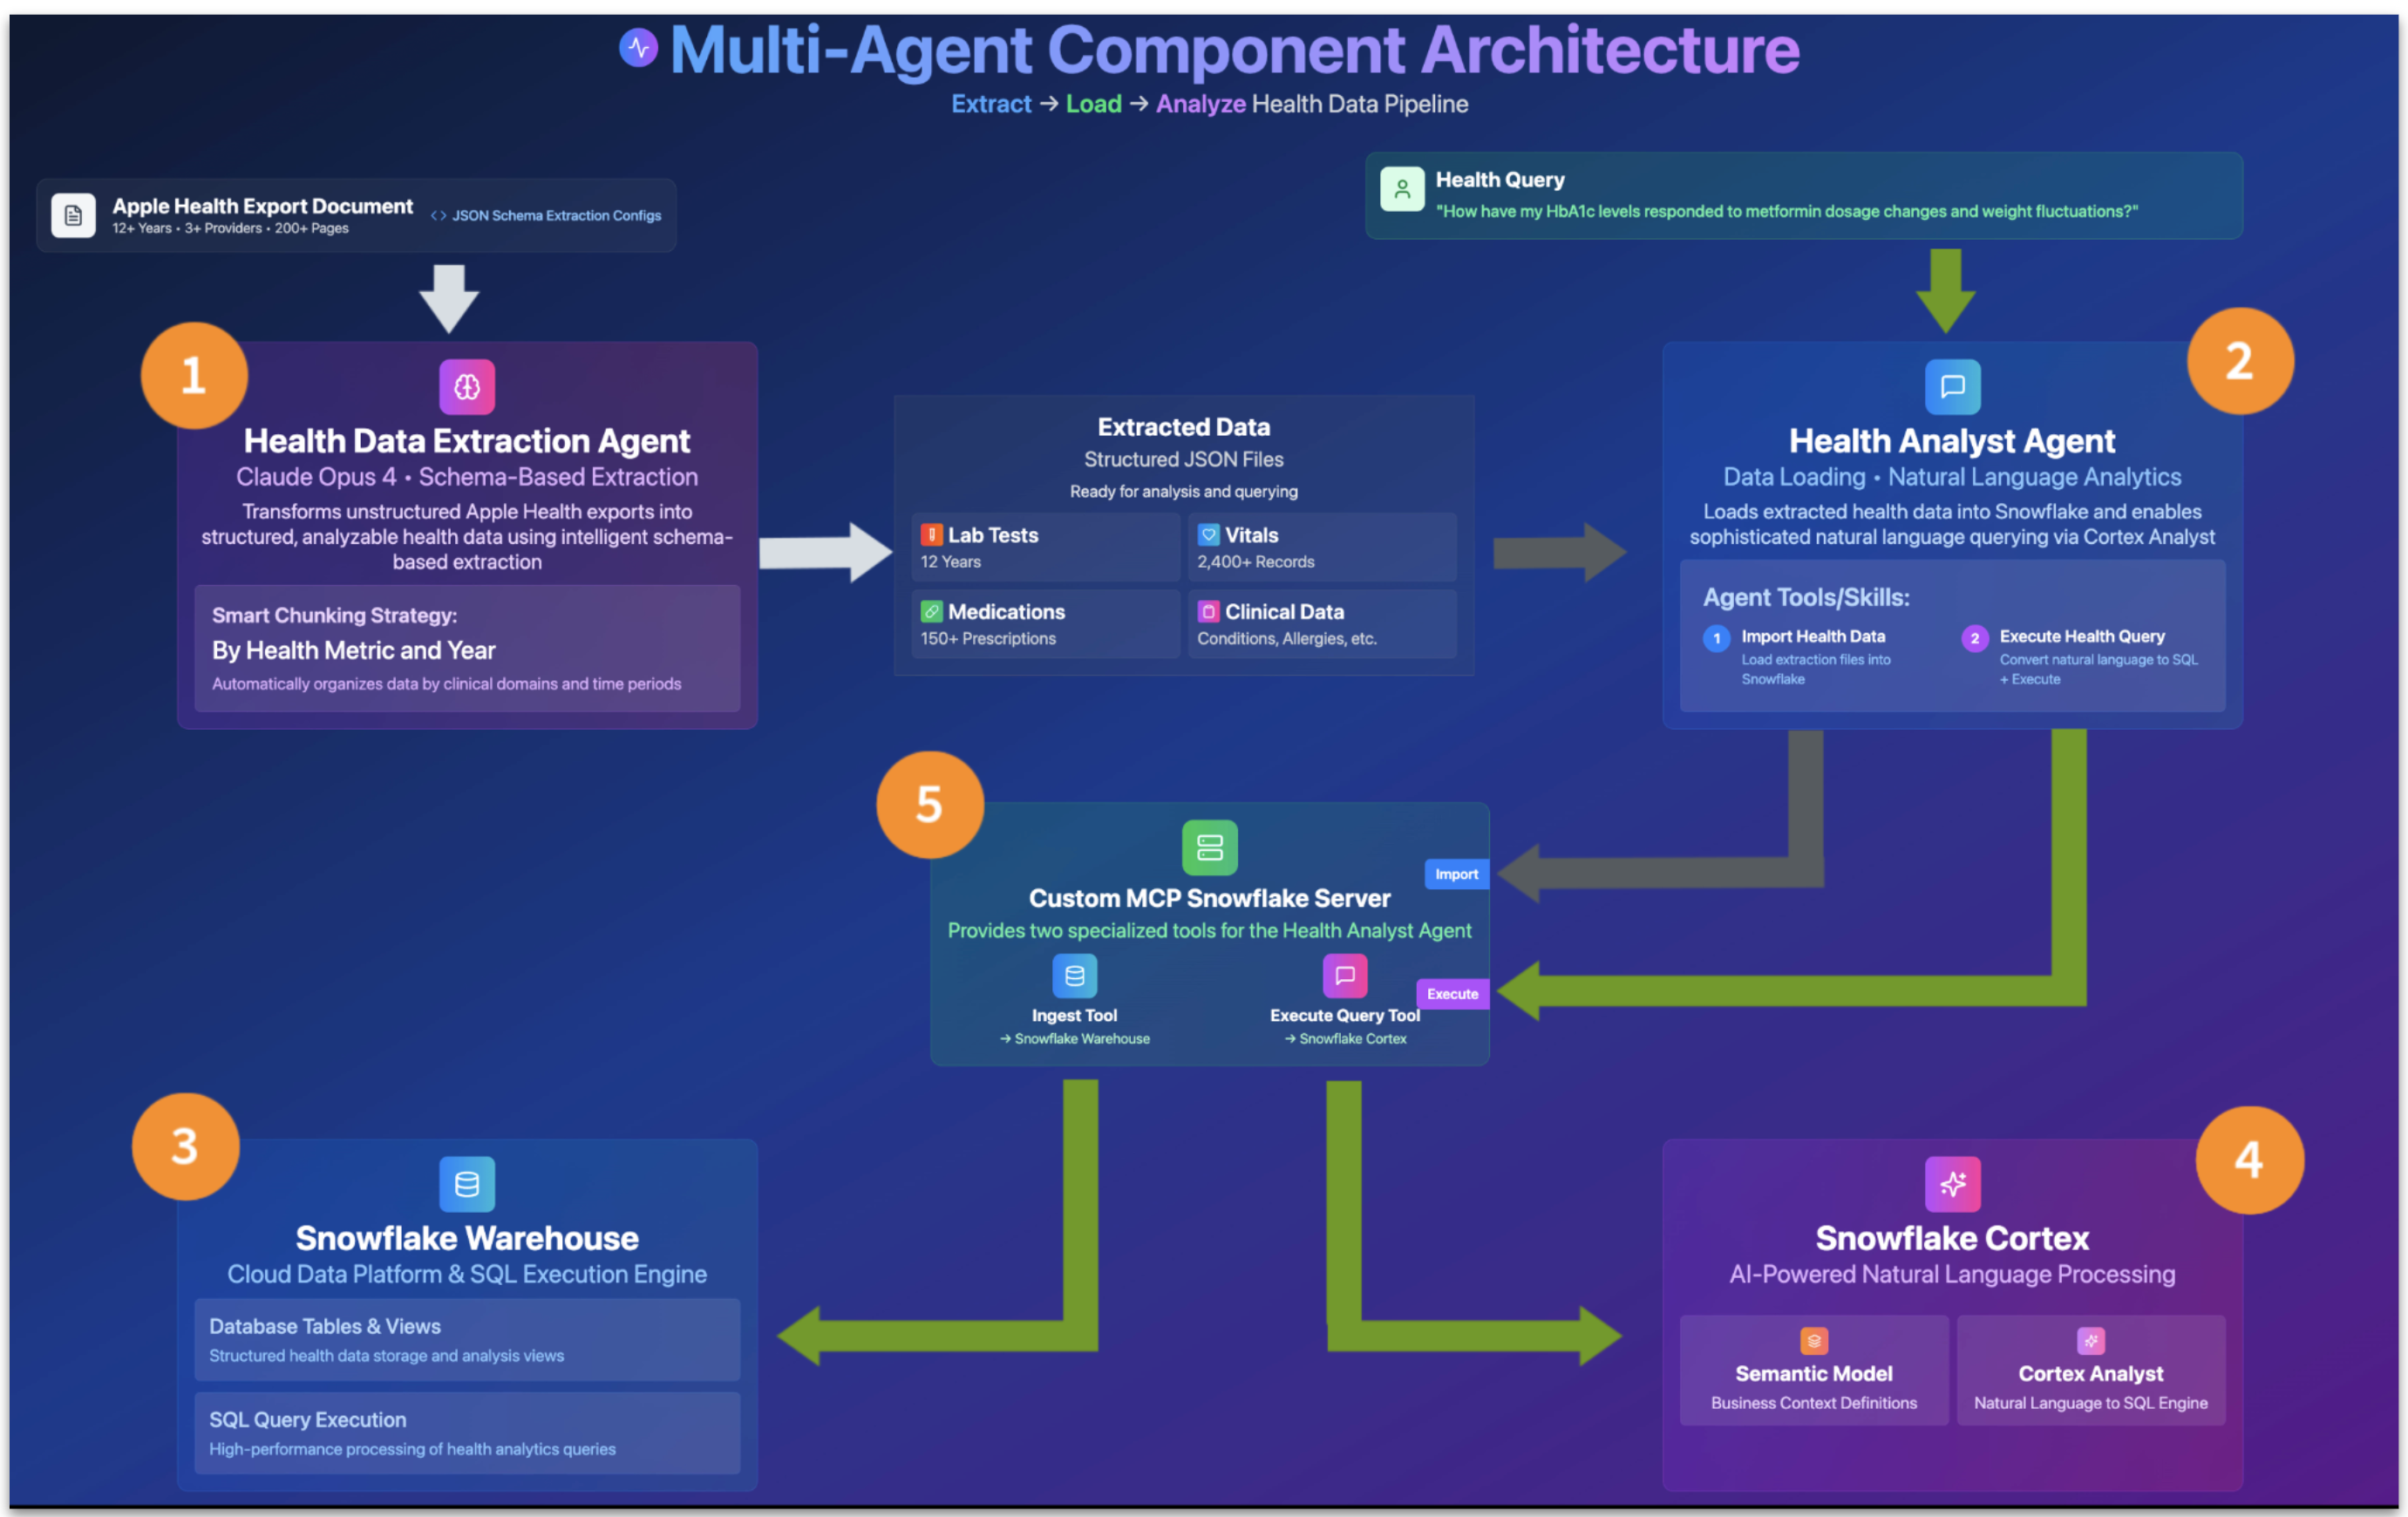 Multi-Agent Component Architecture
Extract → Load → Analyze Health Data Pipeline
Apple Health Export Document
12+ Years • 3+ Providers • 200+ Pages
<> JSON Schema Extraction Configs
Health Query
"How have my HbA1c levels responded to metformin dosage changes and weight fluctuations?"
1
Health Data Extraction Agent
Claude Opus 4 • Schema-Based Extraction
Transforms unstructured Apple Health exports into
structured, analyzable health data using intelligent schema-
based extraction
Smart Chunking Strategy:
By Health Metric and Year
Automatically organizes data by clinical domains and time periods
Extracted Data
Structured JSON Files
Ready for analysis and querying
Lab Tests
12 Years
Vitals
2,400+ Records
Medications
150+ Prescriptions
Clinical Data
Conditions, Allergies, etc.
2
Health Analyst Agent
Data Loading • Natural Language Analytics
Loads extracted health data into Snowflake and enables
sophisticated natural language querying via Cortex Analyst
Agent Tools/Skills:
1
Import Health Data
Load extraction files into
Snowflake
2
Execute Health Query
Convert natural language to SQL
+ Execute
5
Custom MCP Snowflake Server
Provides two specialized tools for the Health Analyst Agent
Import
Ingest Tool
→ Snowflake Warehouse
Execute Query Tool
→ Snowflake Cortex
Execute
3
Snowflake Warehouse
Cloud Data Platform & SQL Execution Engine
Database Tables & Views
Structured health data storage and analysis views
SQL Query Execution
High-performance processing of health analytics queries
4
Snowflake Cortex
AI-Powered Natural Language Processing
Semantic Model
Business Context Definitions
Cortex Analyst
Natural Language to SQL Engine